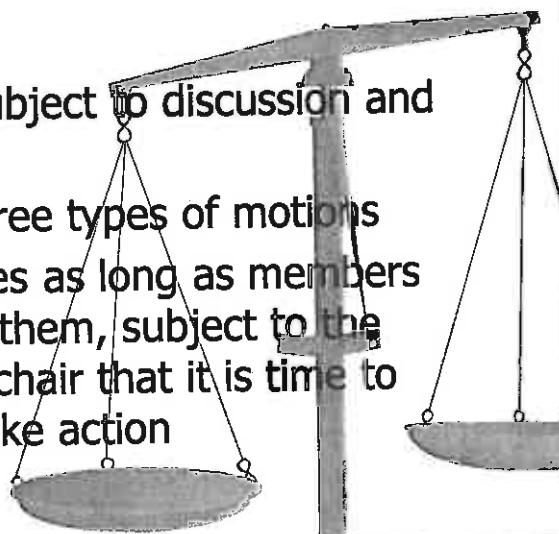 ubject to discussion and
ree types of motions
es as long as members
them, subject to the
chair that it is time to
ke action